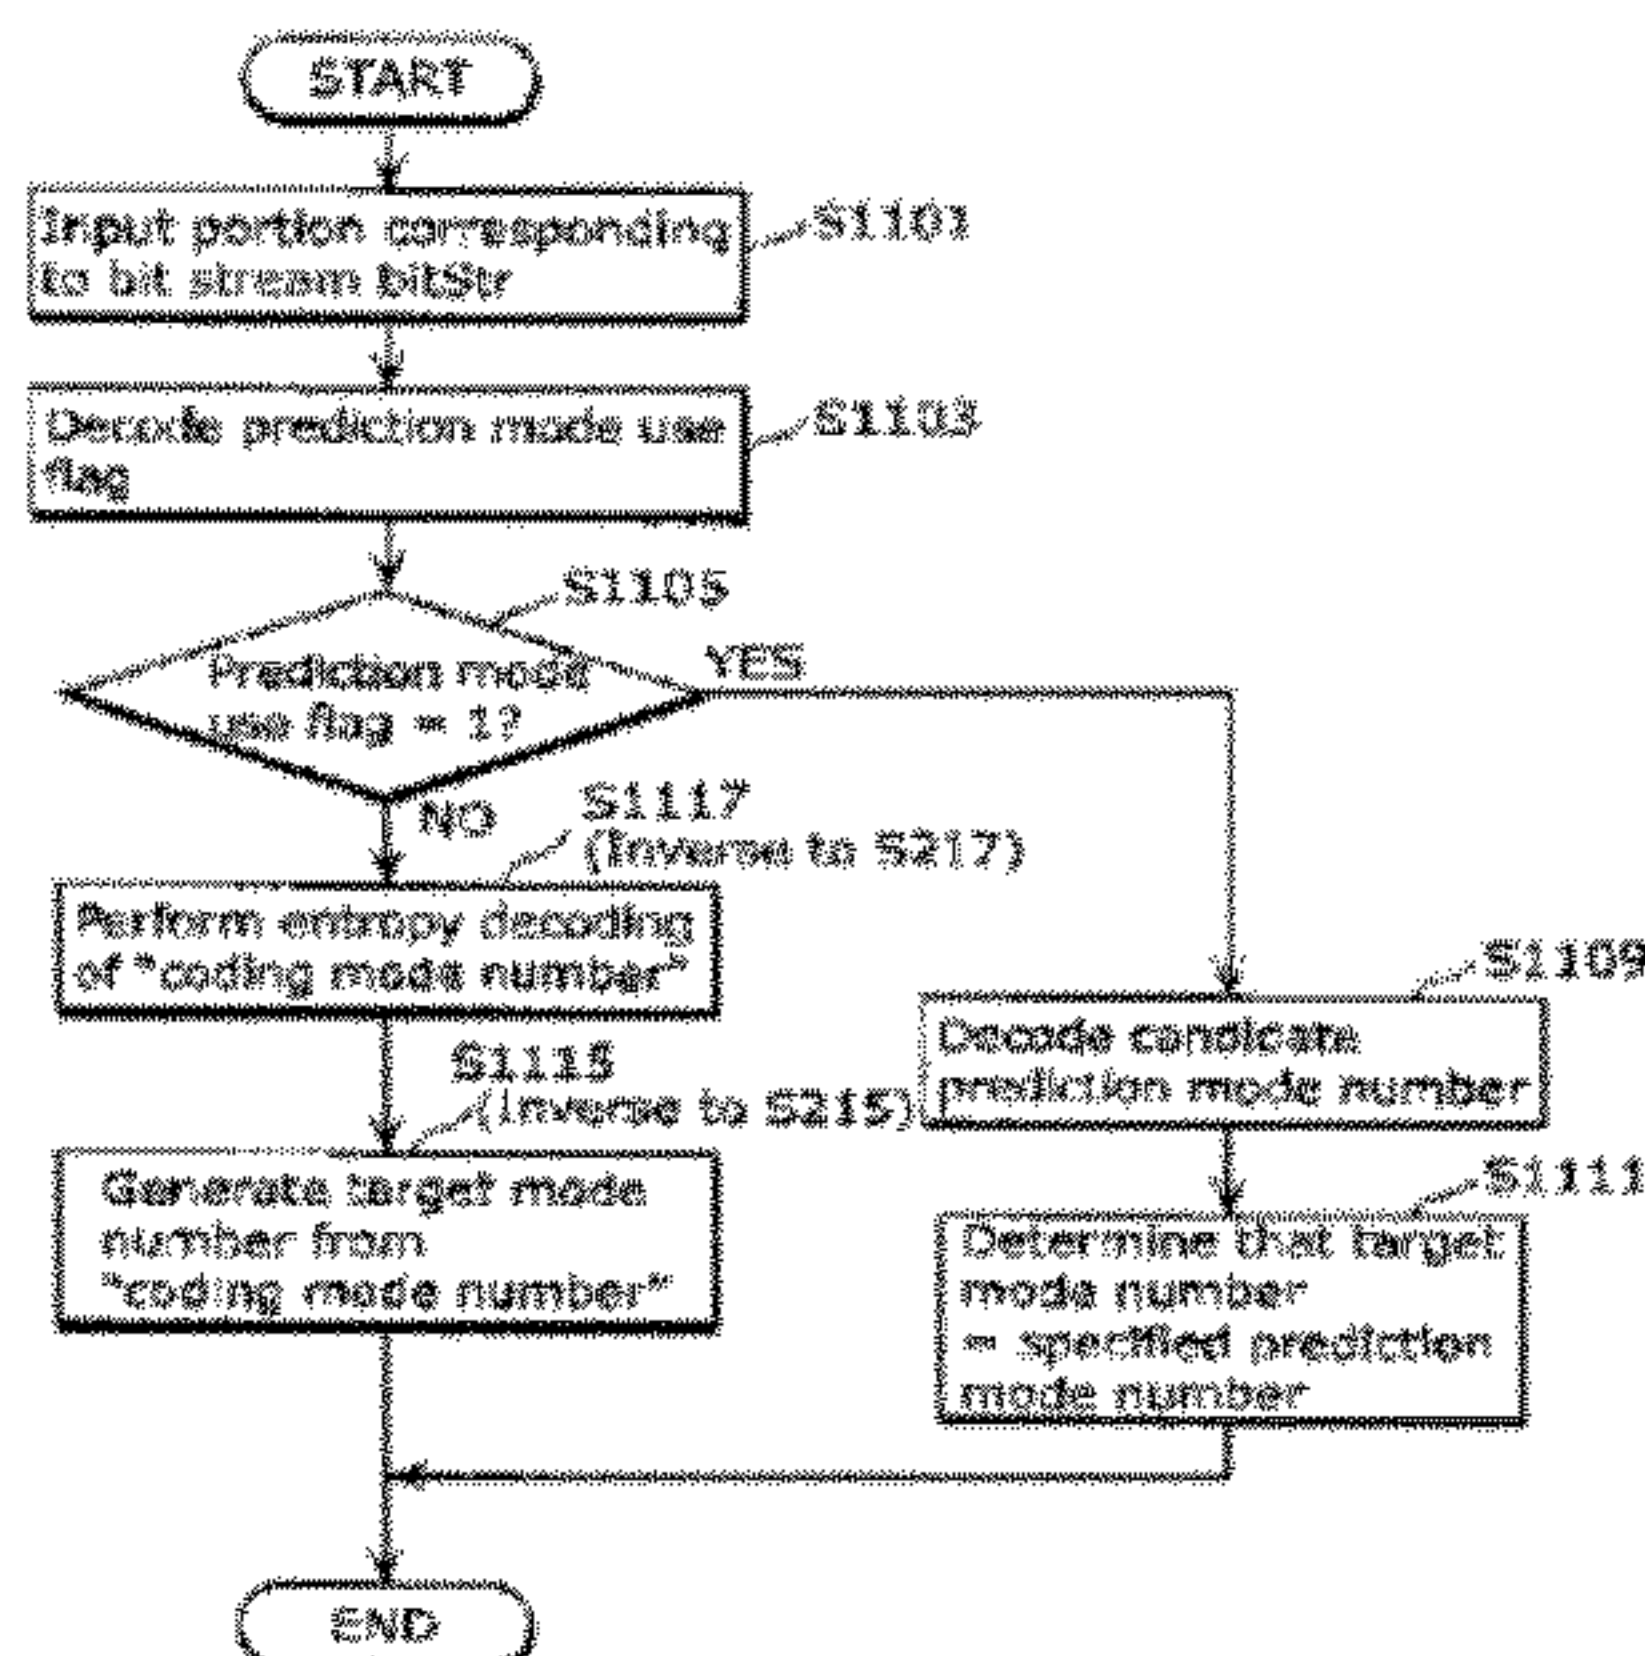 START
Input portion corresponding
to bit stream bitStr
S1101
Decode prediction mode use
flag
S1103
S1105
Prediction mode
use flag = 1?
YES
NO
S1117
(Inverse to S217)
Perform entropy decoding
of "coding mode number"
S1109
Decode candidate
prediction mode number
S1115
(Inverse to S215)
Generate target mode
number from
"coding mode number"
S1111
Determine that target
mode number
= specified prediction
mode number
END